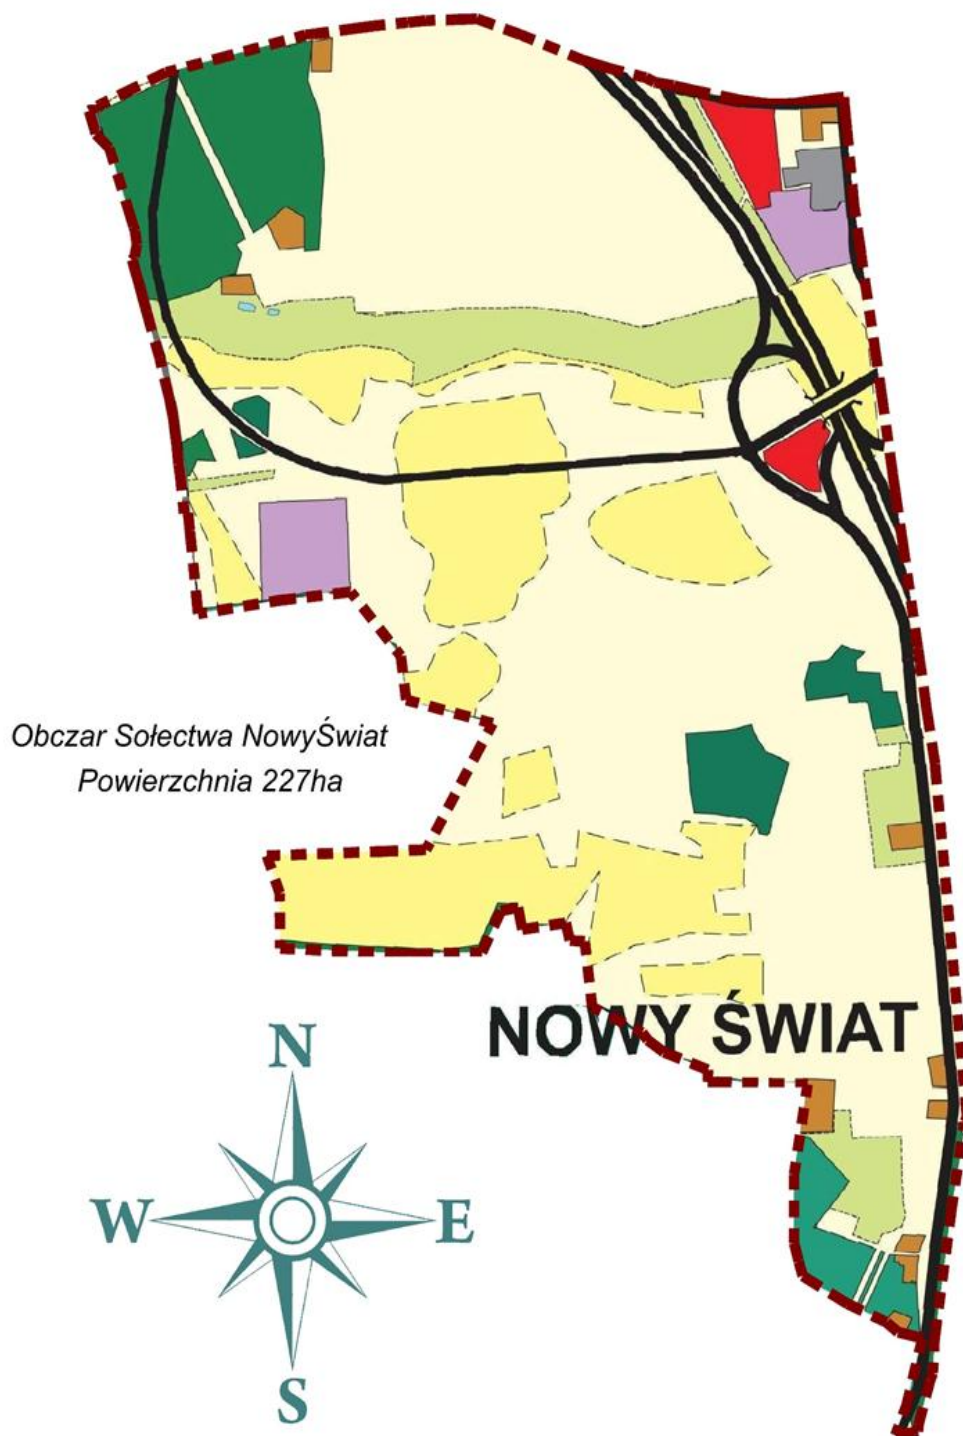 Obczar Sołectwa NowyŚwiat
Powierzchnia 227ha
NOWY ŚWIAT
N
W E
S